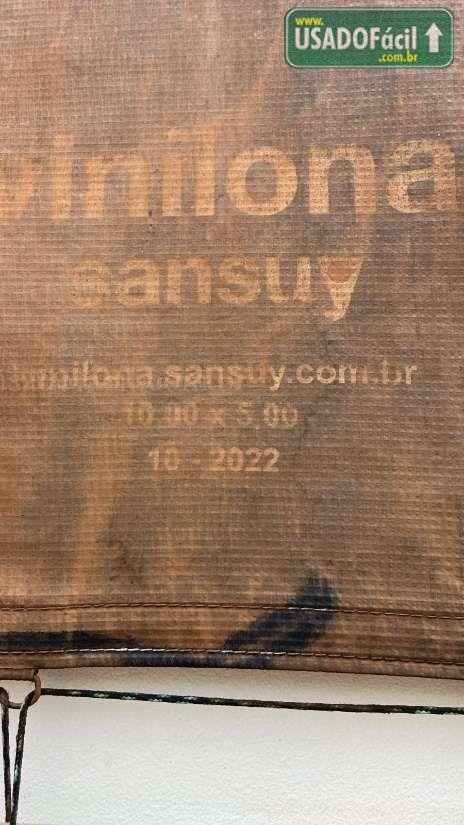 www.
USADOFácil
.com.br
vinilona
sansuy
vinilona.sansuy.com.br
10,00 x 5,00
10 - 2022